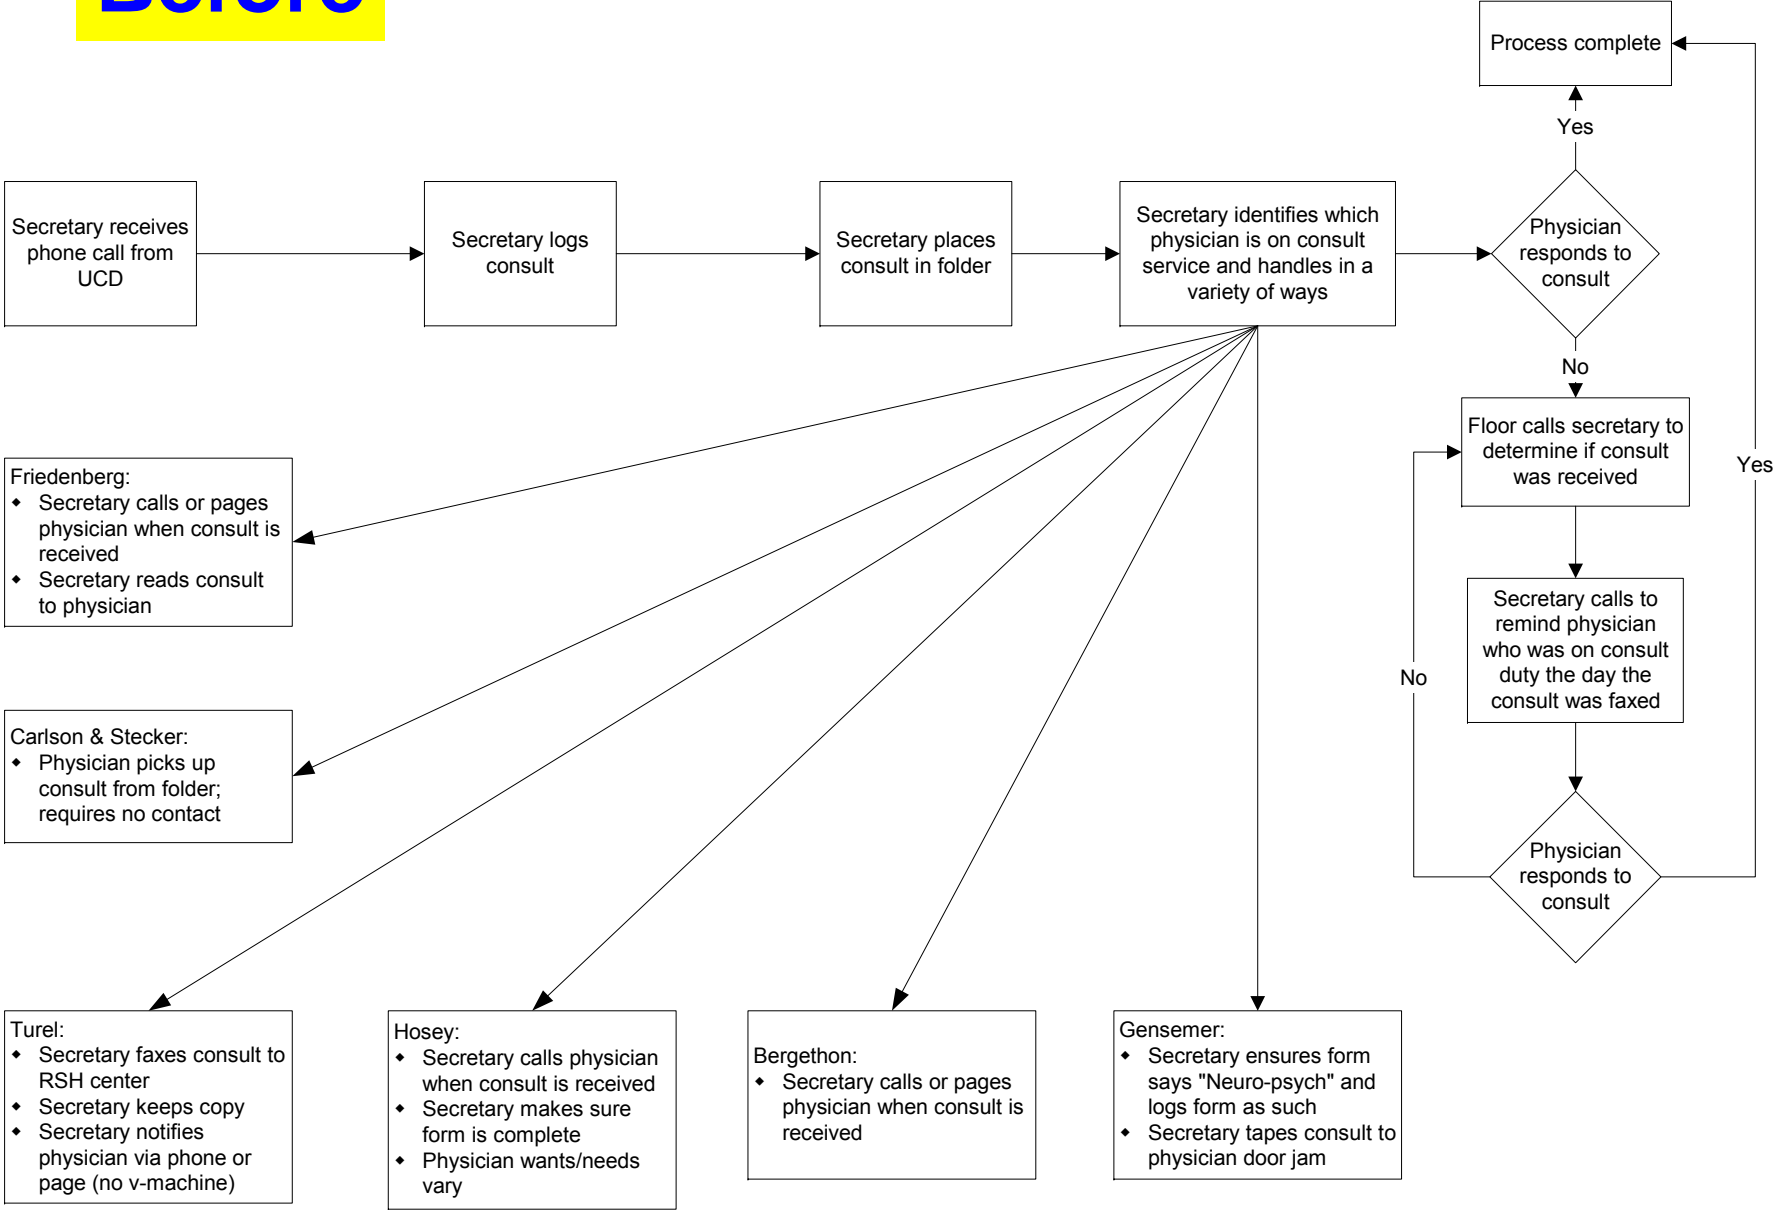 Before
Process complete
Yes
Secretary receives
phone call from
UCD
Secretary logs
consult
Secretary places
consult in folder
Secretary identifies which
physician is on consult
service and handles in a
variety of ways
Physician
responds to
consult
No
Floor calls secretary to
determine if consult
was received
Yes
Friedenberg:
◆ Secretary calls or pages
physician when consult is
received
◆ Secretary reads consult
to physician
Secretary calls to
remind physician
who was on consult
duty the day the
consult was faxed
No
Carlson & Stecker:
◆ Physician picks up
consult from folder;
requires no contact
Physician
responds to
consult
Turel:
◆ Secretary faxes consult to
RSH center
◆ Secretary keeps copy
◆ Secretary notifies
physician via phone or
page (no v-machine)
Hosey:
◆ Secretary calls physician
when consult is received
◆ Secretary makes sure
form is complete
◆ Physician wants/needs
vary
Bergethon:
◆ Secretary calls or pages
physician when consult is
received
Gensemer:
◆ Secretary ensures form
says "Neuro-psych" and
logs form as such
◆ Secretary tapes consult to
physician door jam